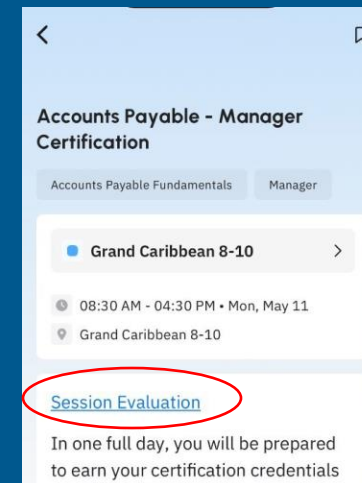 Accounts Payable - Manager
Certification
Accounts Payable Fundamentals Manager
Grand Caribbean 8-10
08:30 AM - 04:30 PM • Mon, May 11
Grand Caribbean 8-10
Session Evaluation
In one full day, you will be prepared
to earn your certification credentials